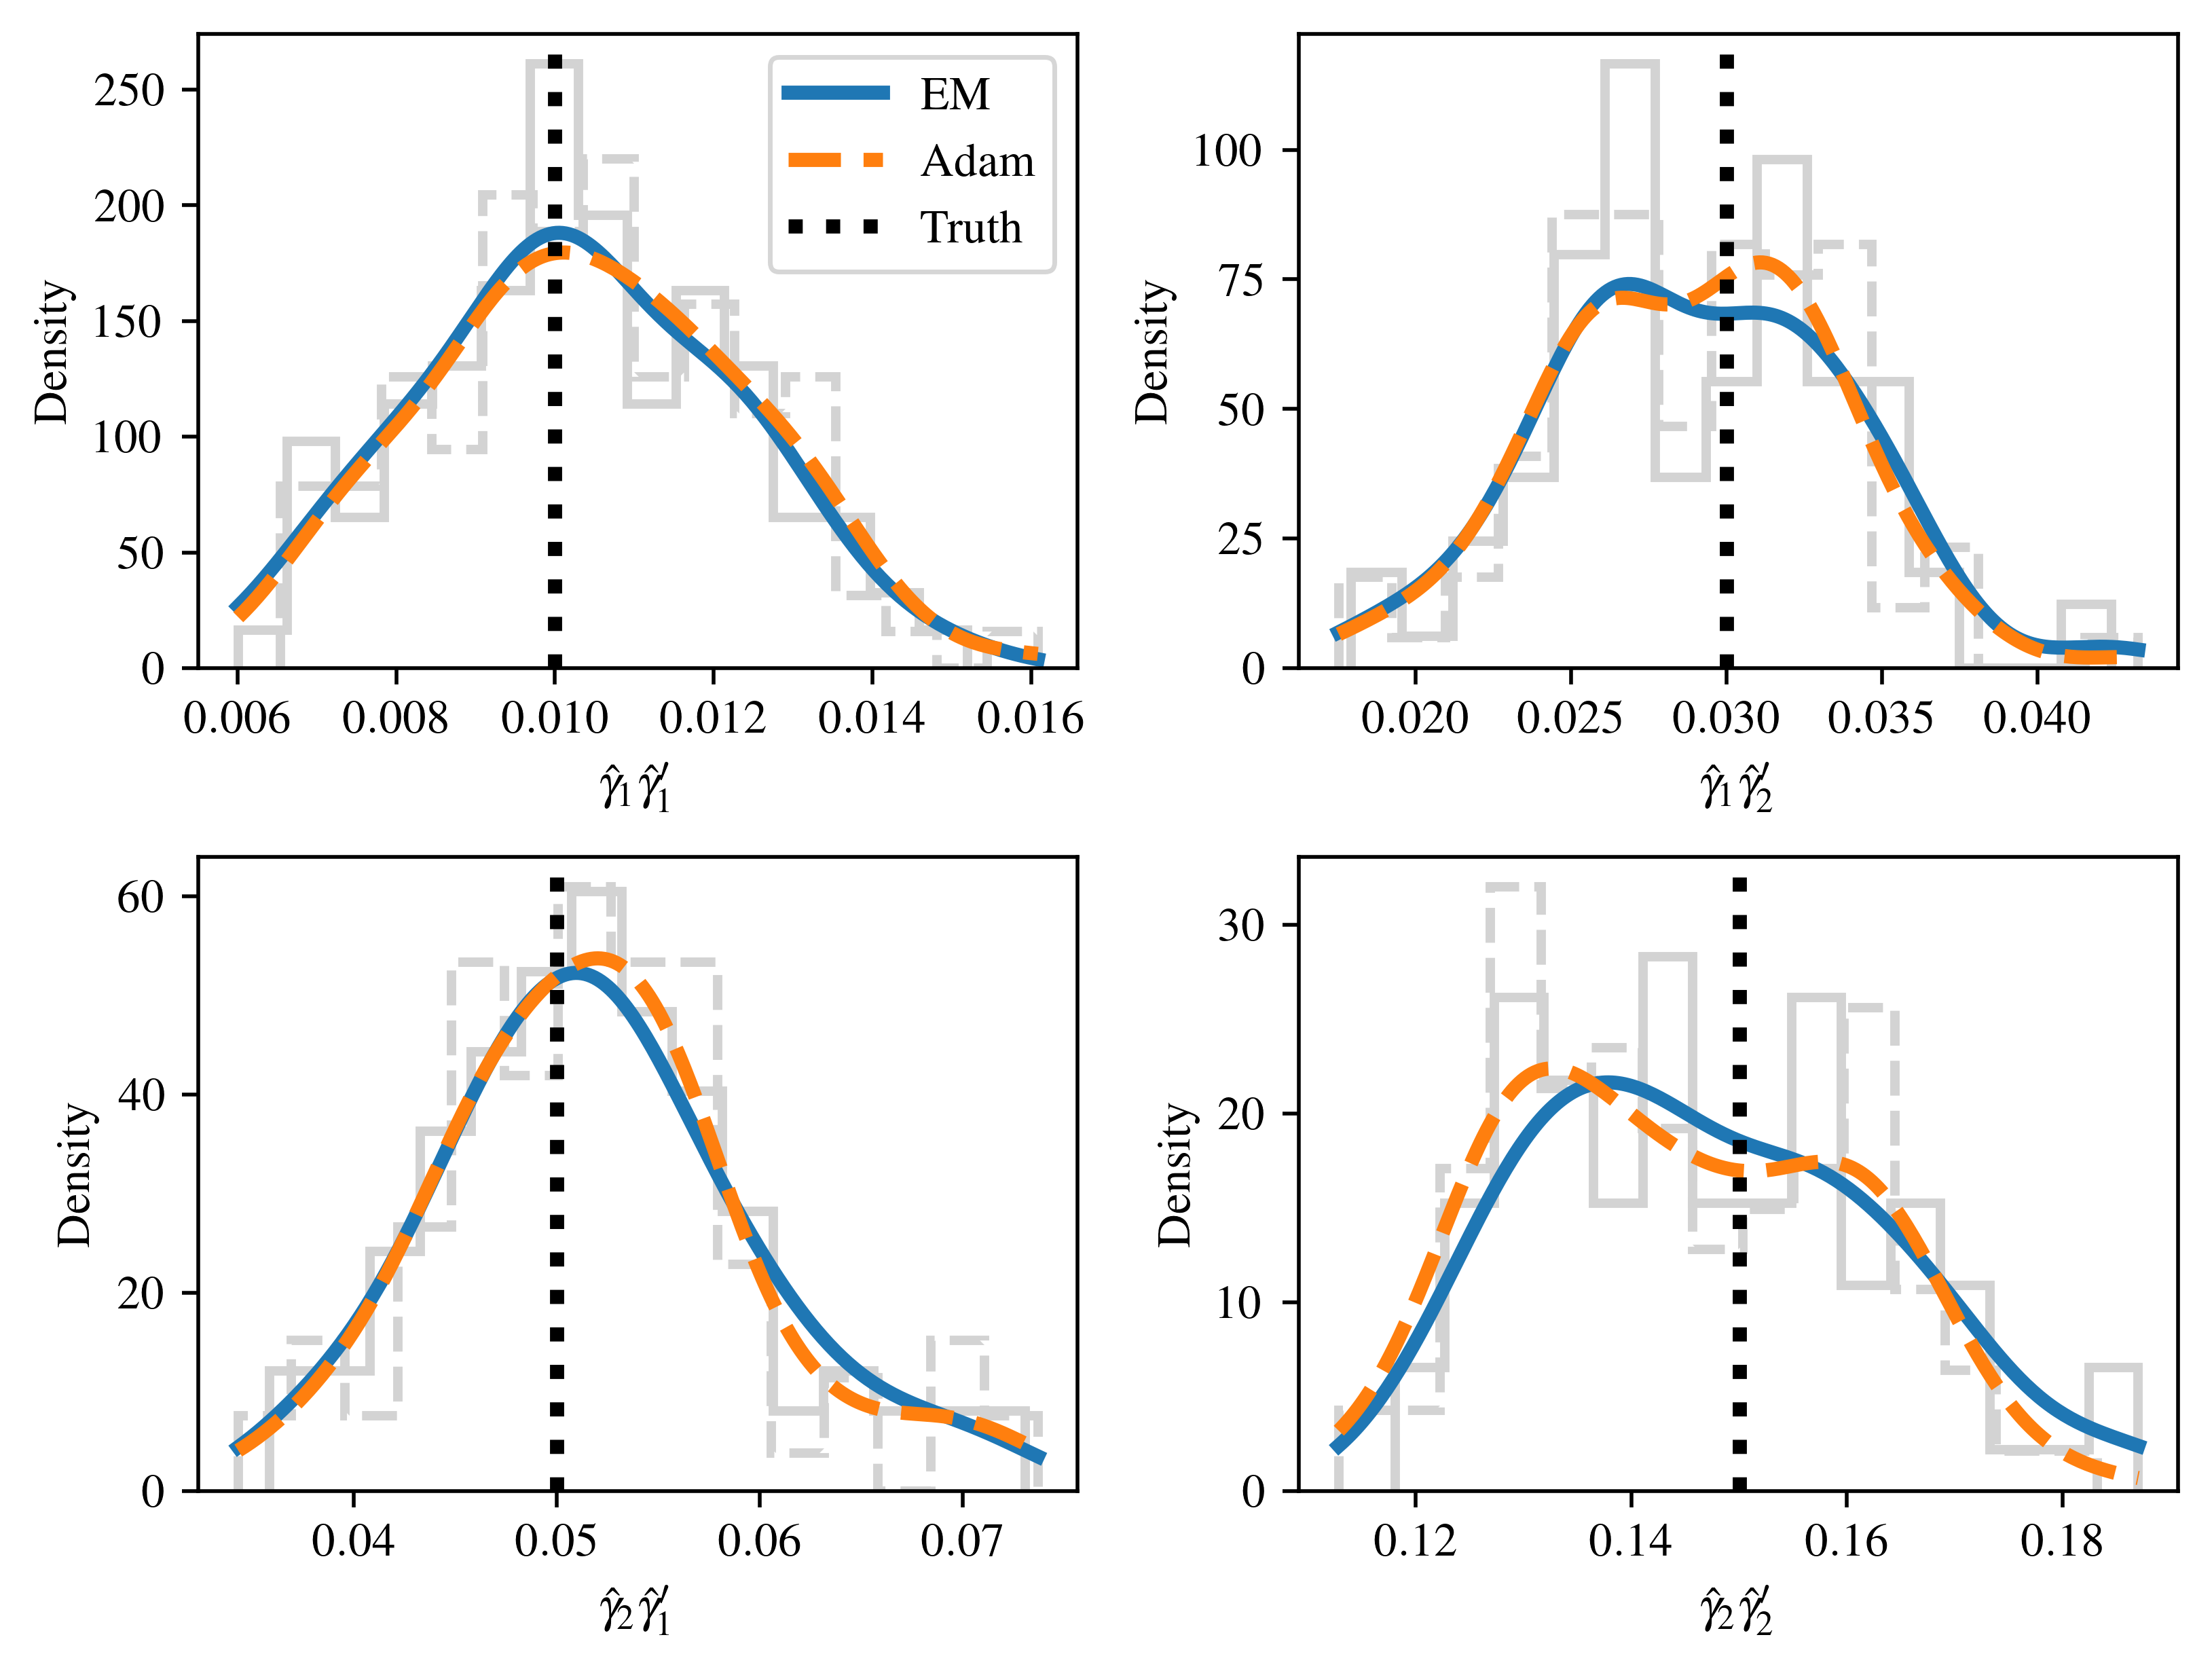 250
200
150
100
50
0
Density
EM
Adam
Truth
0.006 0.008 0.010 0.012 0.014 0.016
γ̂₁γ̂′₁
100
75
50
25
0
Density
0.020 0.025 0.030 0.035 0.040
γ̂₁γ̂′₂
60
40
20
0
Density
0.04 0.05 0.06 0.07
γ̂₂γ̂′₁
30
20
10
0
Density
0.12 0.14 0.16 0.18
γ̂₂γ̂′₂